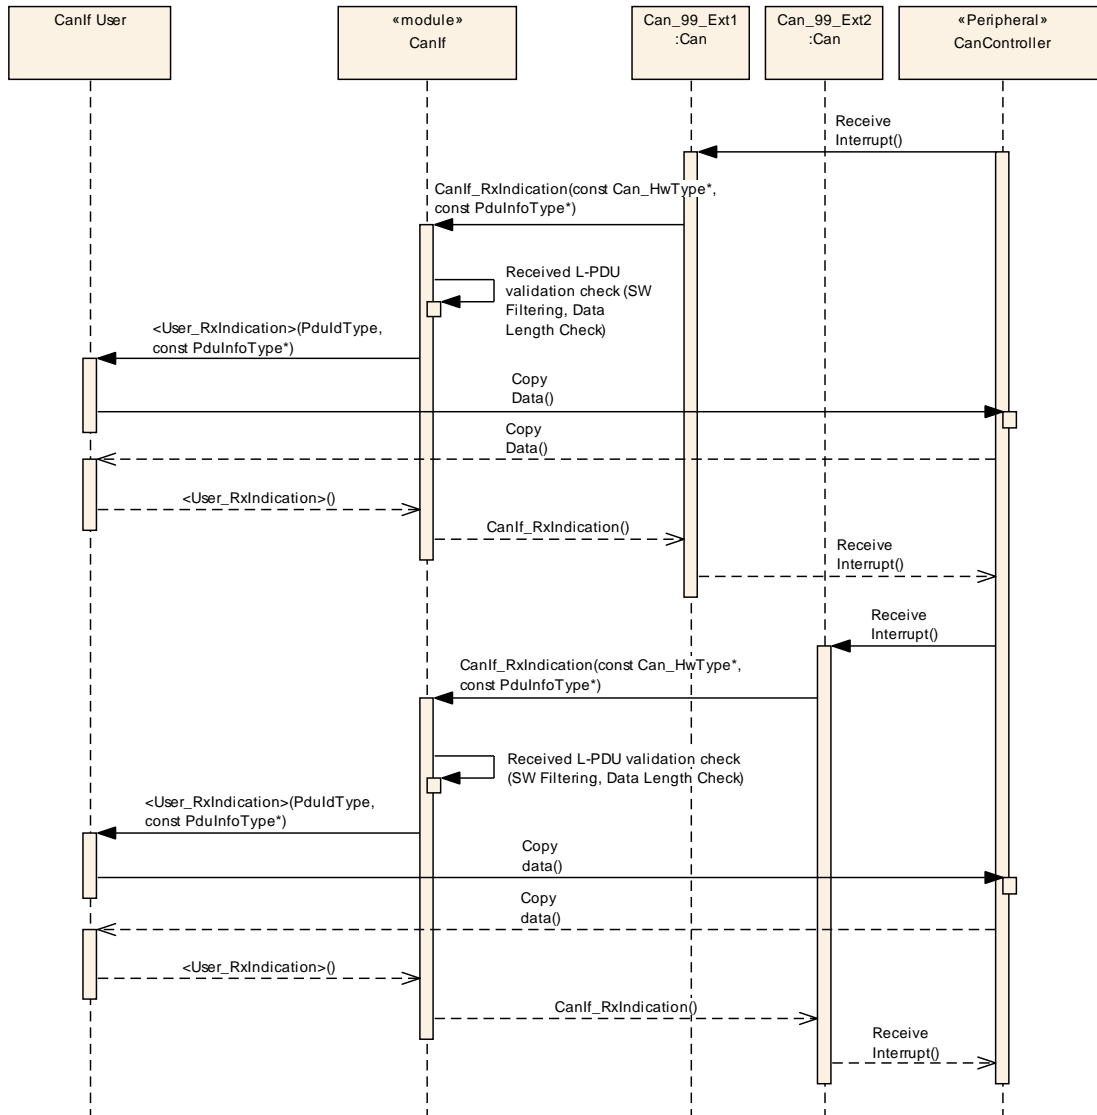 CanIf User
«module»
CanIf
Can_99_Ext1
:Can
Can_99_Ext2
:Can
«Peripheral»
CanController
Receive
Interrupt()
CanIf_RxIndication(const Can_HwType*,
const PduInfoType*)
Received L-PDU
validation check (SW
Filtering, Data
Length Check)
<User_RxIndication>(PduIdType,
const PduInfoType*)
Copy
Data()
Copy
Data()
<User_RxIndication>()
CanIf_RxIndication()
Receive
Interrupt()
Receive
Interrupt()
CanIf_RxIndication(const Can_HwType*,
const PduInfoType*)
Received L-PDU validation check
(SW Filtering, Data Length Check)
<User_RxIndication>(PduIdType,
const PduInfoType*)
Copy
data()
Copy
data()
<User_RxIndication>()
CanIf_RxIndication()
Receive
Interrupt()